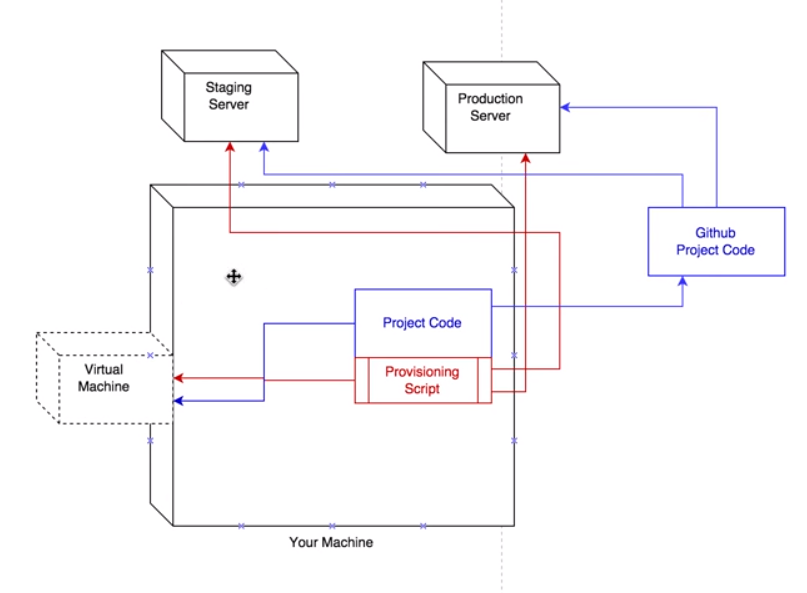 Staging
Server
Production
Server
Github
Project Code
Project Code
Virtual
Machine
Provisioning
Script
Your Machine